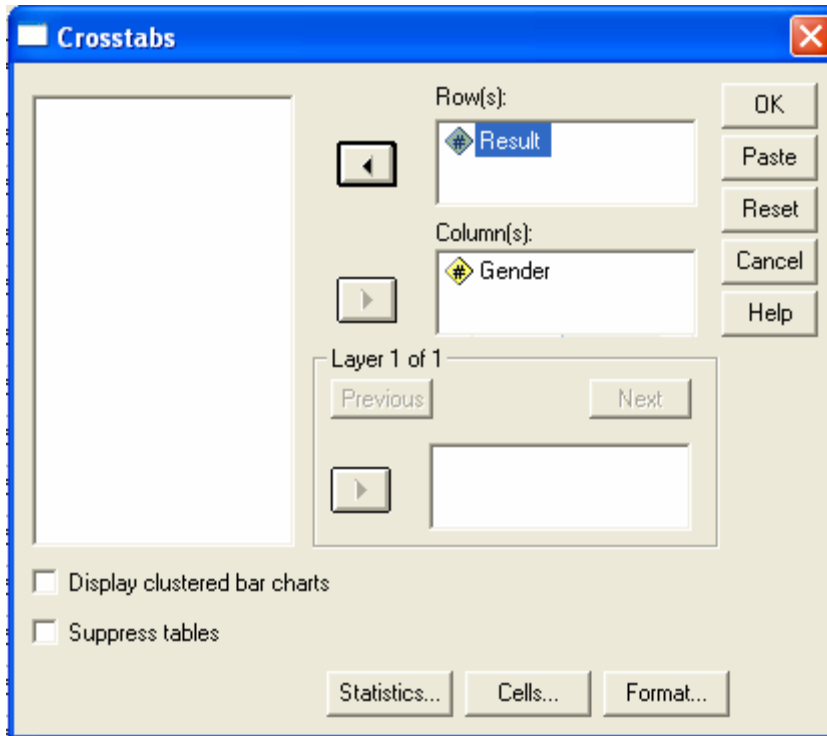 Crosstabs
Row(s):
# Result
Column(s):
# Gender
OK
Paste
Reset
Cancel
Help
Layer 1 of 1
Previous
Next
Display clustered bar charts
Suppress tables
Statistics...
Cells...
Format...